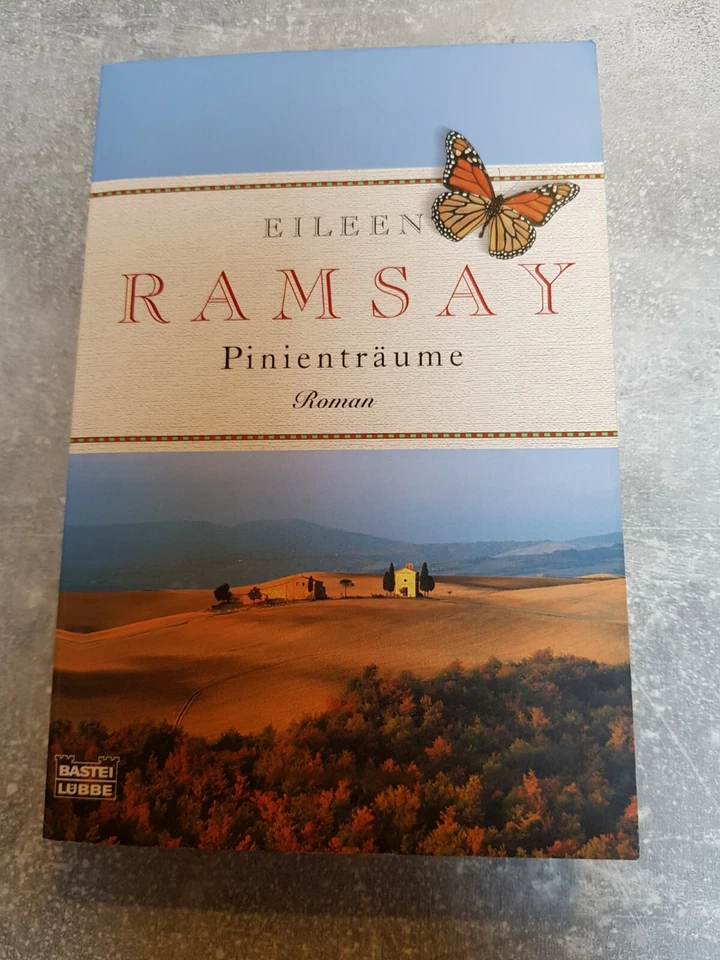 EILEEN
RAMSAY
Pinienträume
Roman
BASTEI
LÜBBE